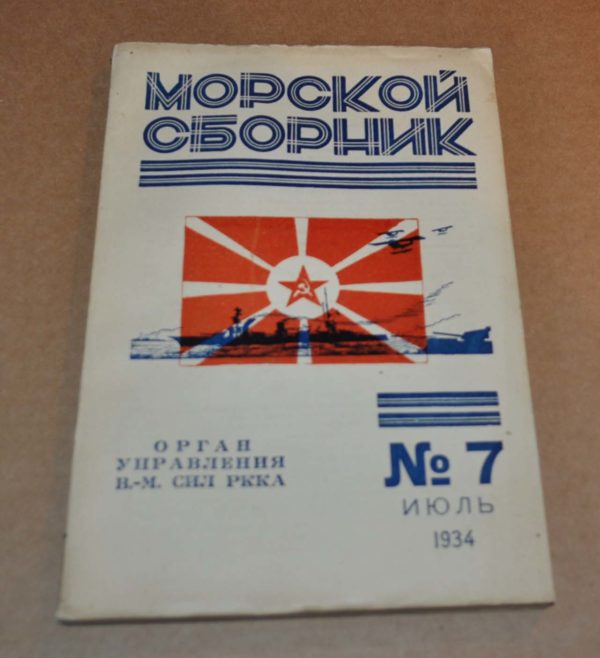 МОРСКОЙ
СБОРНИК
ОРГАН
УПРАВЛЕНИЯ
В.-М. СИЛ РККА
№ 7
ИЮЛЬ
1934